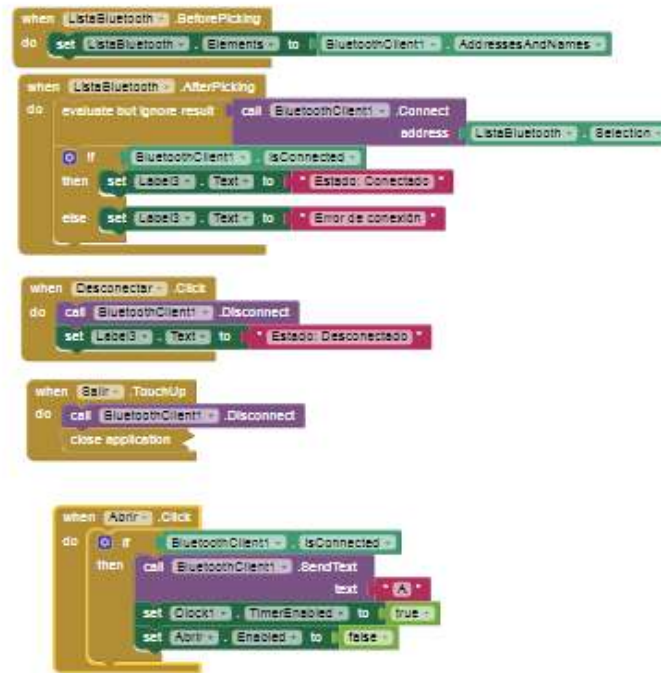 when ListaBluetooth .BeforePicking
do set ListaBluetooth . Elements to BluetoothClient1 . AddressesAndNames
when ListaBluetooth .AfterPicking
do evaluate but ignore result call BluetoothClient1 .Connect
address ListaBluetooth . Selection
if BluetoothClient1 . IsConnected
then set Label3 . Text to " Estado: Conectado "
else set Label3 . Text to " Error de conexión "
when Desconectar .Click
do call BluetoothClient1 .Disconnect
set Label3 . Text to " Estado: Desconectado "
when Salir .TouchUp
do call BluetoothClient1 .Disconnect
close application
when Abrir .Click
do if BluetoothClient1 . IsConnected
then call BluetoothClient1 .SendText
text " A "
set Clock1 . TimerEnabled to true
set Abrir . Enabled to false